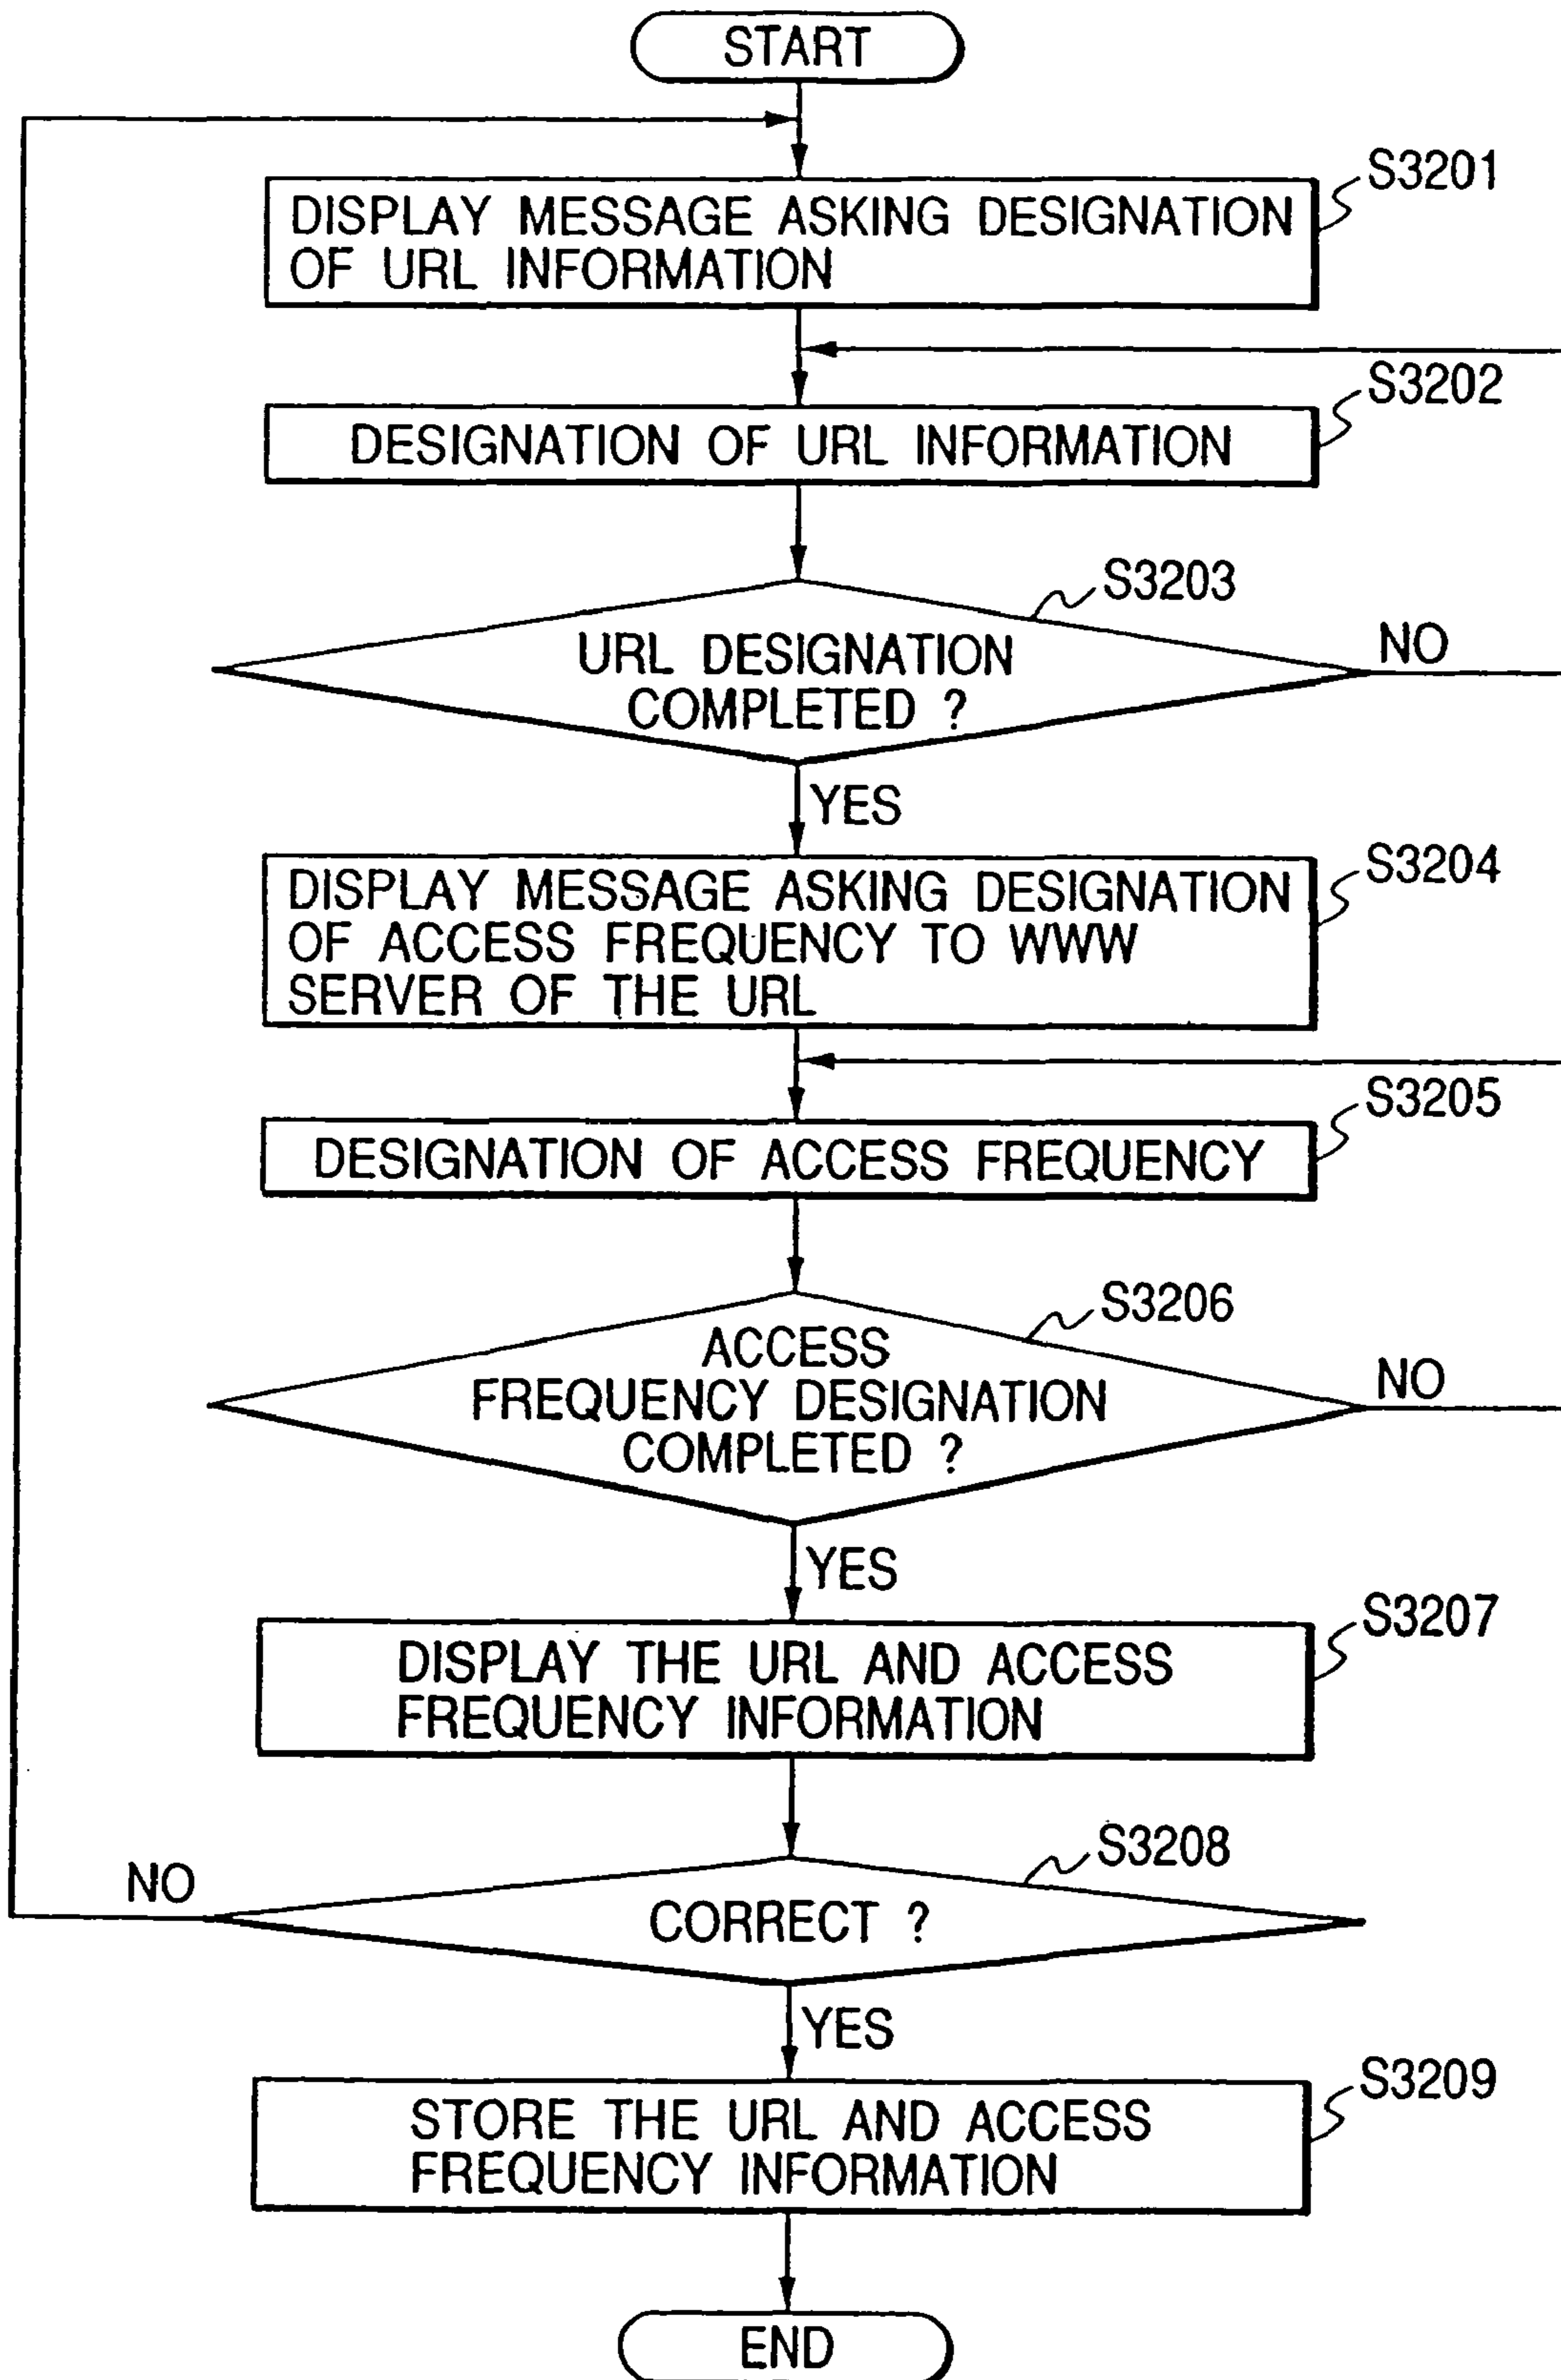 START
S3201
DISPLAY MESSAGE ASKING DESIGNATION
OF URL INFORMATION
S3202
DESIGNATION OF URL INFORMATION
S3203
URL DESIGNATION
COMPLETED ?
NO
YES
S3204
DISPLAY MESSAGE ASKING DESIGNATION
OF ACCESS FREQUENCY TO WWW
SERVER OF THE URL
S3205
DESIGNATION OF ACCESS FREQUENCY
S3206
ACCESS
FREQUENCY DESIGNATION
COMPLETED ?
NO
YES
S3207
DISPLAY THE URL AND ACCESS
FREQUENCY INFORMATION
S3208
NO
CORRECT ?
YES
S3209
STORE THE URL AND ACCESS
FREQUENCY INFORMATION
END